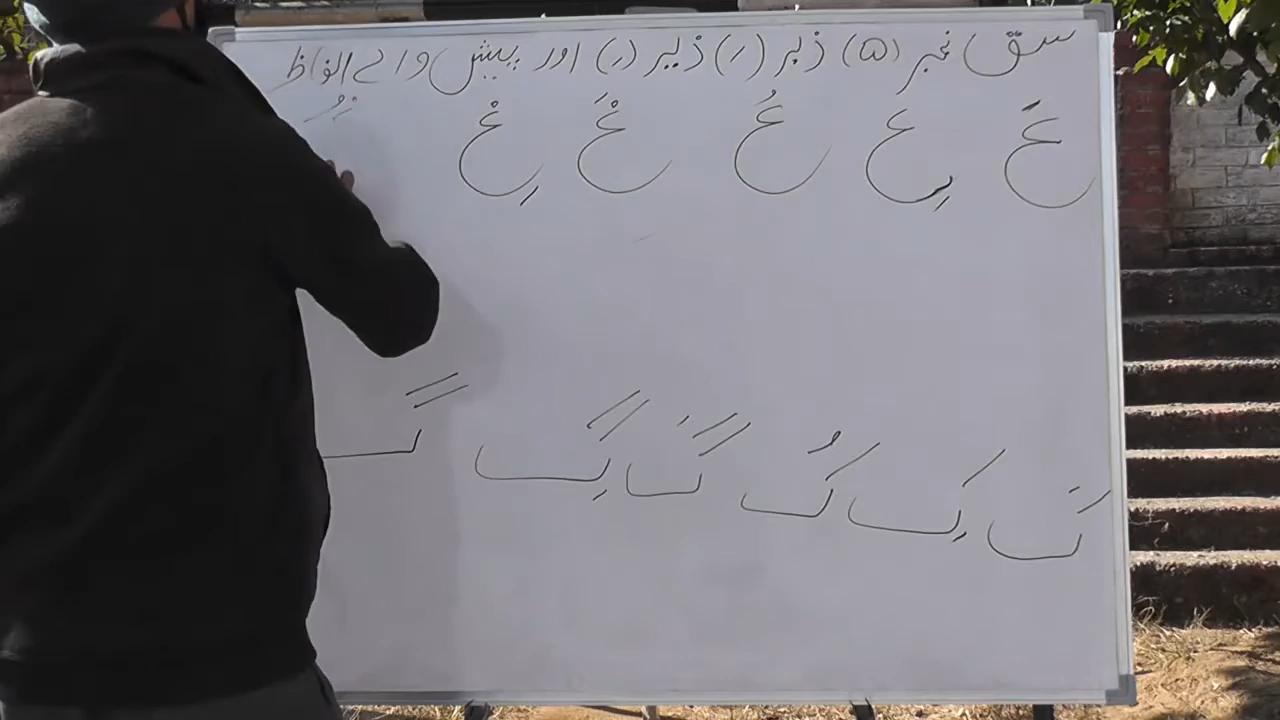 سبق نمبر (۵) زبر (َ) زیر (ِ) اور پیش والے الفاظ
عَ عِ عُ غَ غِ
کَ کِ کُ گَ گِ گ